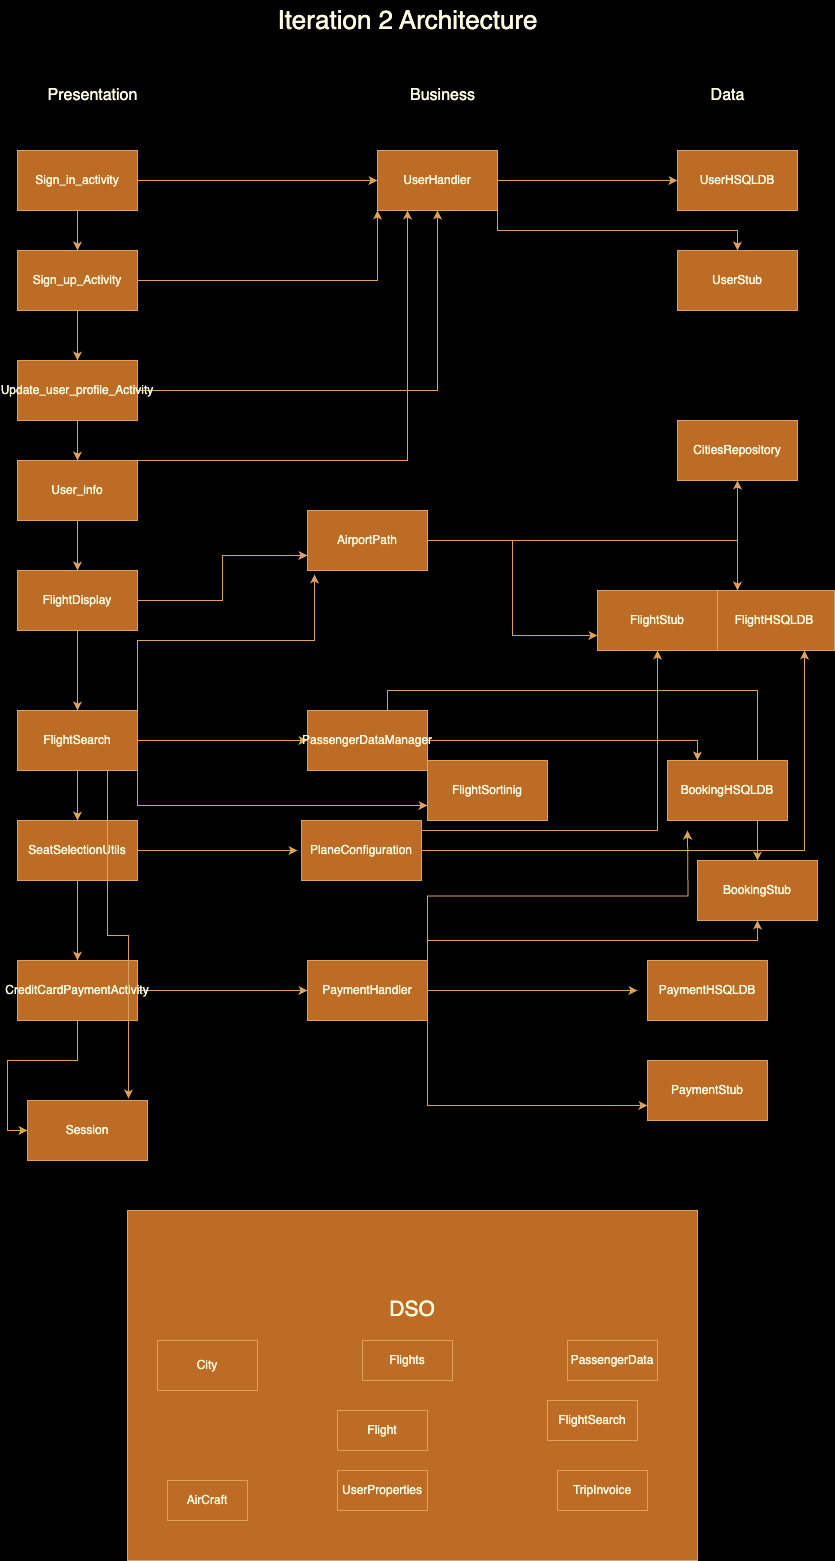 Iteration 2 Architecture
Presentation
Business
Data
Sign_in_activity
UserHandler
UserHSQLDB
Sign_up_Activity
UserStub
Update_user_profile_Activity
CitiesRepository
User_info
AirportPath
FlightDisplay
FlightStub
FlightHSQLDB
FlightSearch
PassengerDataManager
FlightSortinig
BookingHSQLDB
SeatSelectionUtils
PlaneConfiguration
BookingStub
CreditCardPaymentActivity
PaymentHandler
PaymentHSQLDB
PaymentStub
Session
DSO
City
Flights
PassengerData
Flight
FlightSearch
AirCraft
UserProperties
TripInvoice